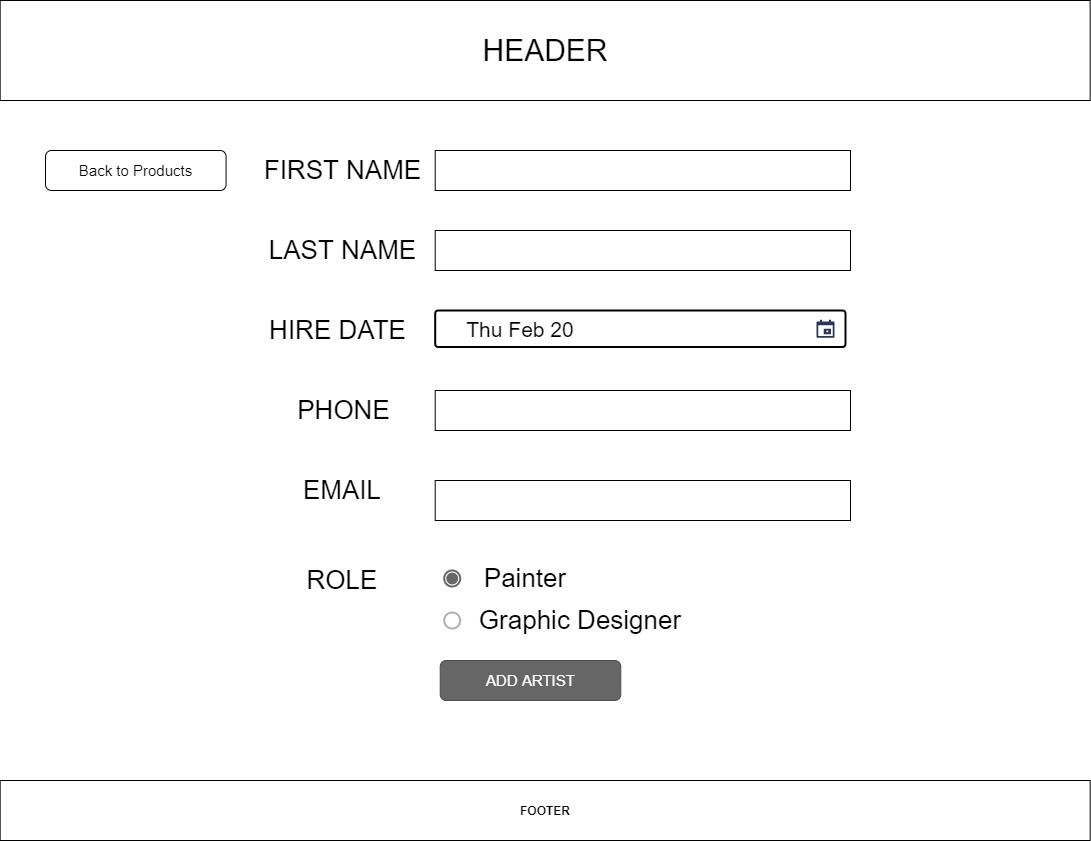 HEADER
Back to Products
FIRST NAME
LAST NAME
HIRE DATE
Thu Feb 20
PHONE
EMAIL
ROLE
Painter
Graphic Designer
ADD ARTIST
FOOTER